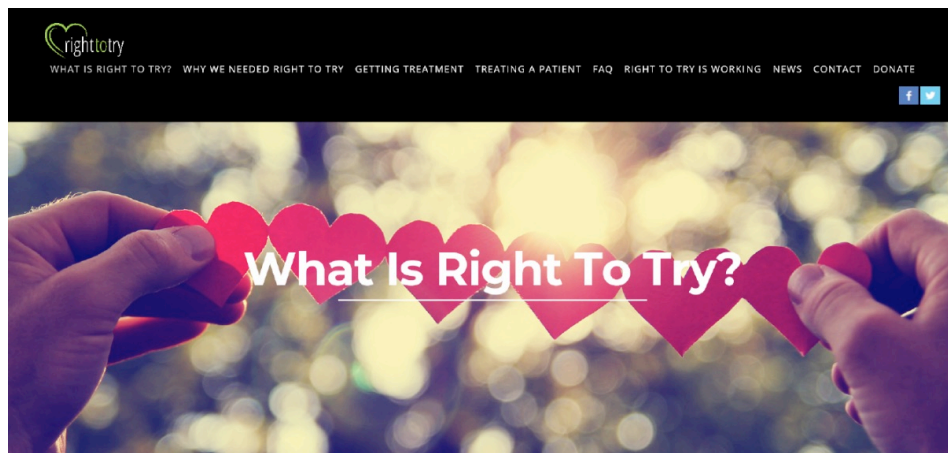 righttotry
WHAT IS RIGHT TO TRY? WHY WE NEEDED RIGHT TO TRY GETTING TREATMENT TREATING A PATIENT FAQ RIGHT TO TRY IS WORKING NEWS CONTACT DONATE
What Is Right To Try?